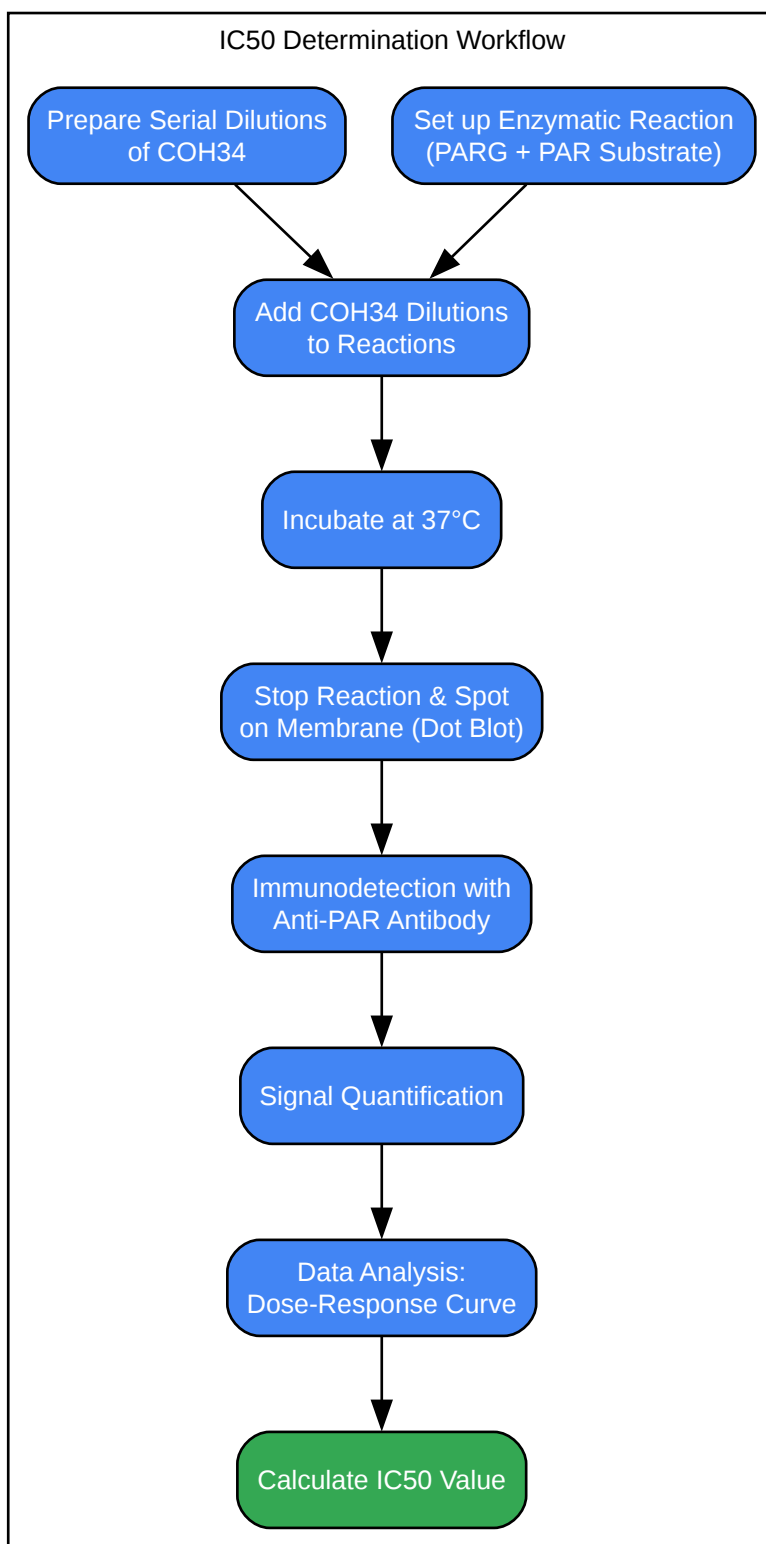 IC50 Determination Workflow
Prepare Serial Dilutions
of COH34
Set up Enzymatic Reaction
(PARG + PAR Substrate)
Add COH34 Dilutions
to Reactions
Incubate at 37°C
Stop Reaction & Spot
on Membrane (Dot Blot)
Immunodetection with
Anti-PAR Antibody
Signal Quantification
Data Analysis:
Dose-Response Curve
Calculate IC50 Value